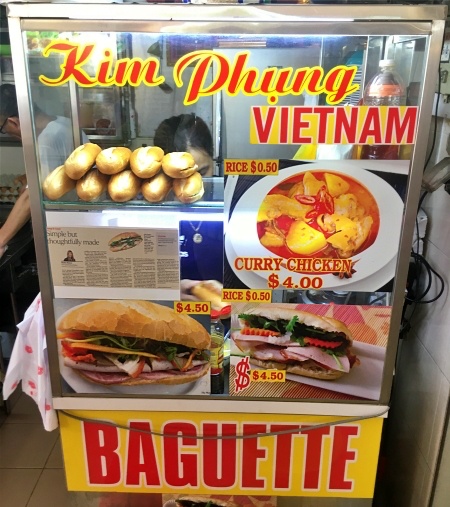 Kim Phụng
VIETNAM
RICE $0.50
simple but
thoughtfully made
CURRY CHICKEN
$4.00
RICE $0.50
$4.50
$ $4.50
BAGUETTE